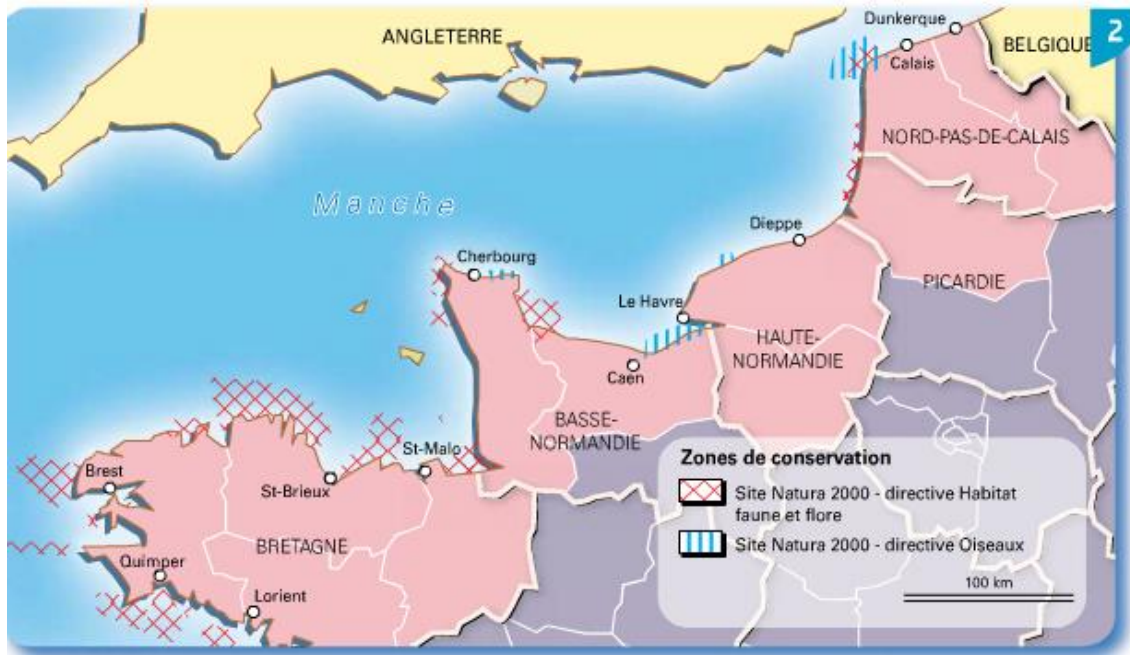 2
ANGLETERRE
Dunkerque
BELGIQUE
Calais
NORD-PAS-DE-CALAIS
Manche
Dieppe
Cherbourg
PICARDIE
Le Havre
HAUTE-
NORMANDIE
Caen
BASSE-
NORMANDIE
St-Malo
Brest
St-Brieux
BRETAGNE
Quimper
Lorient
Zones de conservation
Site Natura 2000 - directive Habitat
faune et flore
Site Natura 2000 - directive Oiseaux
100 km